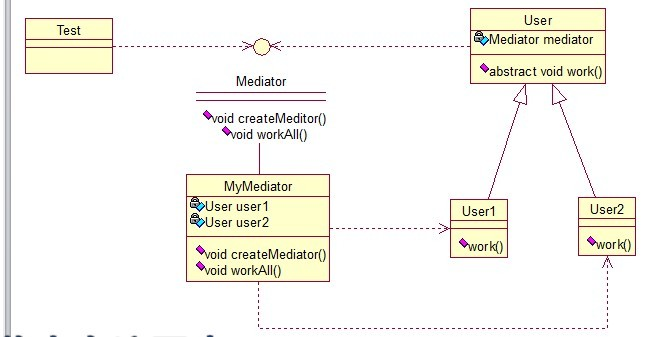 Test
User
Mediator mediator
abstract void work()
Mediator
void createMeditor()
void workAll()
MyMediator
User user1
User user2
void createMediator()
void workAll()
User1
work()
User2
work()